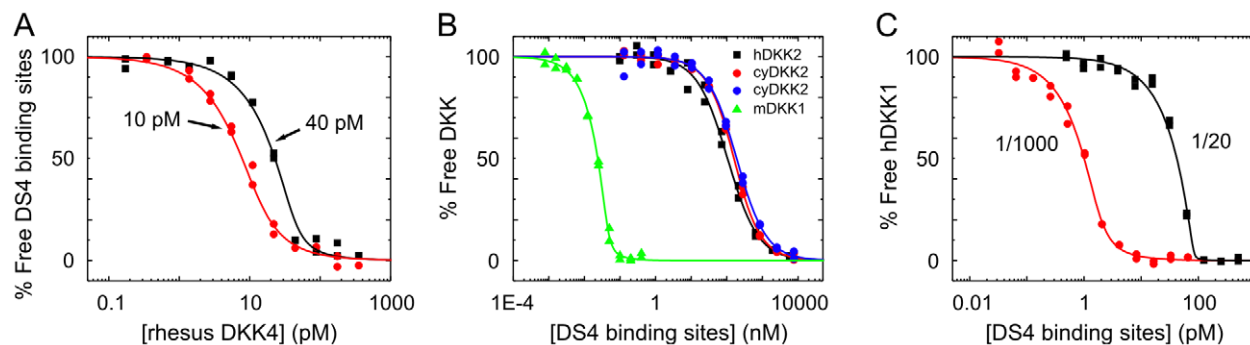 A
% Free DS4 binding sites
100
50
0
10 pM
40 pM
0.1
10
1000
[rhesus DKK4] (pM)
B
% Free DKK
100
50
0
hDKK2
cyDKK2
cyDKK2
mDKK1
1E-4
1
10000
[DS4 binding sites] (nM)
C
% Free hDKK1
100
50
0
1/1000
1/20
0.01
1
100
[DS4 binding sites] (pM)